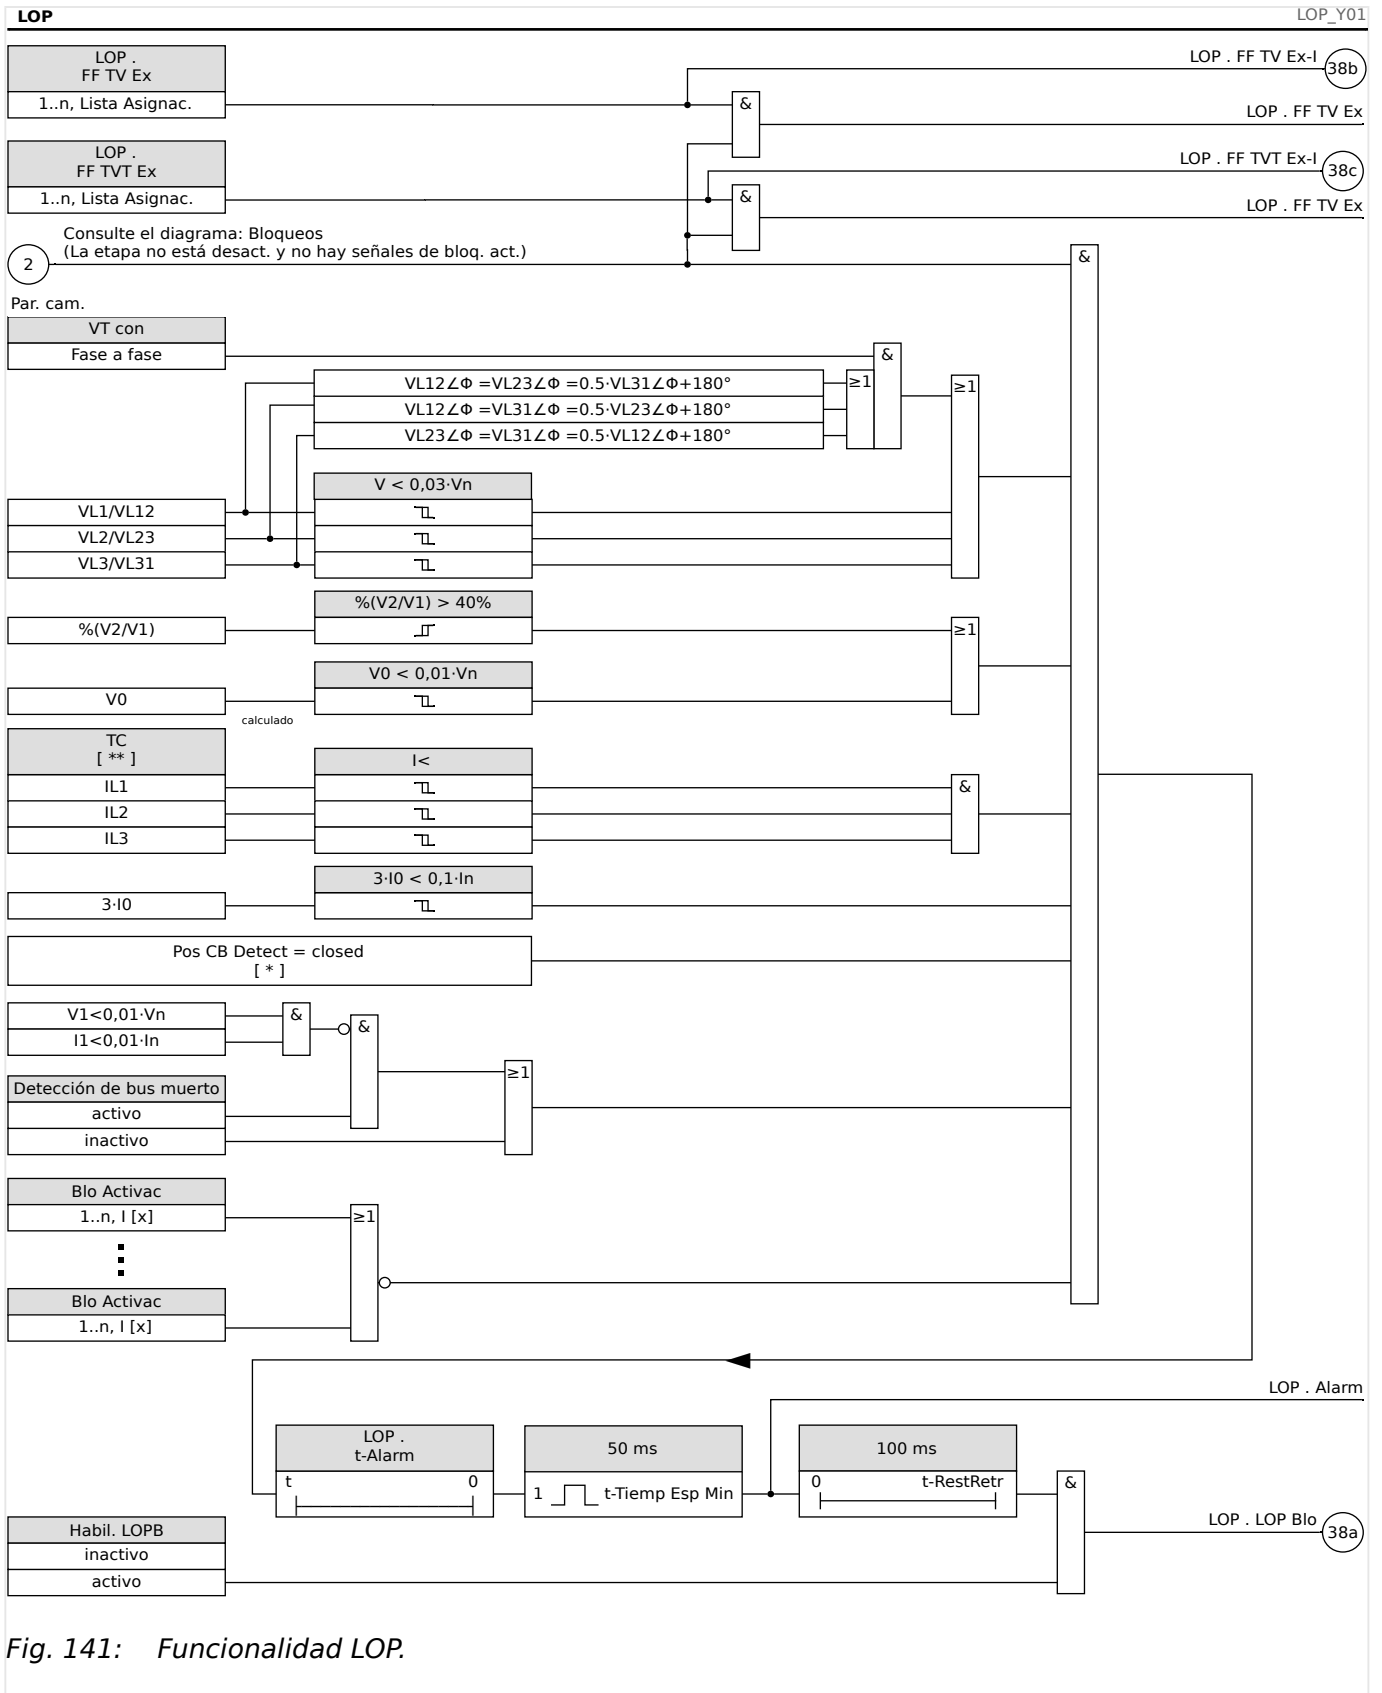 LOP
LOP_Y01
LOP .
FF TV Ex
1..n, Lista Asignac.
LOP . FF TV Ex-I
38b
&
LOP . FF TV Ex
LOP .
FF TVT Ex
1..n, Lista Asignac.
LOP . FF TVT Ex-I
38c
&
LOP . FF TV Ex
Consulte el diagrama: Bloqueos
(La etapa no está desact. y no hay señales de bloq. act.)
2
&
Par. cam.
VT con
Fase a fase
&
VL12∠Φ =VL23∠Φ =0.5·VL31∠Φ+180°
VL12∠Φ =VL31∠Φ =0.5·VL23∠Φ+180°
VL23∠Φ =VL31∠Φ =0.5·VL12∠Φ+180°
≥1
≥1
V < 0,03·Vn
VL1/VL12
VL2/VL23
VL3/VL31
%(V2/V1) > 40%
%(V2/V1)
≥1
V0 < 0,01·Vn
V0
calculado
TC
[ ** ]
I<
IL1
IL2
IL3
&
3·I0 < 0,1·In
3·I0
Pos CB Detect = closed
[ * ]
V1<0,01·Vn
I1<0,01·In
&
&
≥1
Detección de bus muerto
activo
inactivo
Blo Activac
1..n, I [x]
≥1
Blo Activac
1..n, I [x]
LOP . Alarm
LOP .
t-Alarm
t 0
50 ms
1 t-Tiemp Esp Min
100 ms
0 t-RestRetr
&
LOP . LOP Blo
38a
Habil. LOPB
inactivo
activo
Fig. 141: Funcionalidad LOP.